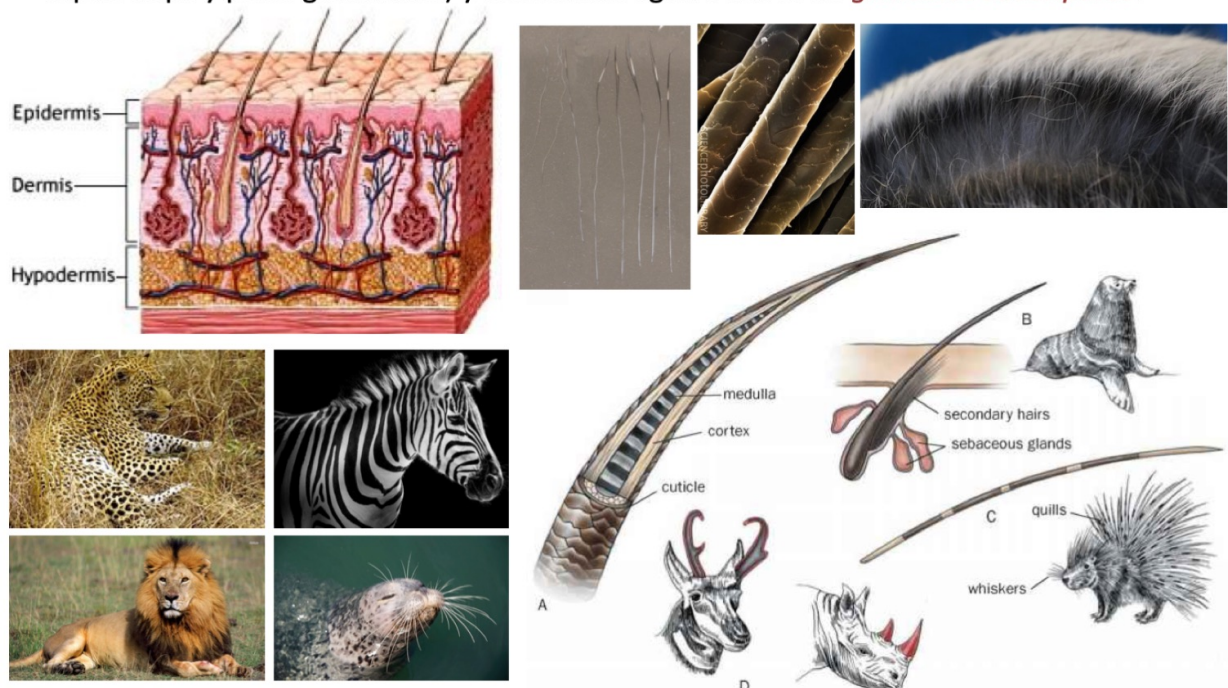 Epidermis
Dermis
Hypodermis
medulla
cortex
cuticle
A
B
secondary hairs
sebaceous glands
C
quills
whiskers
D